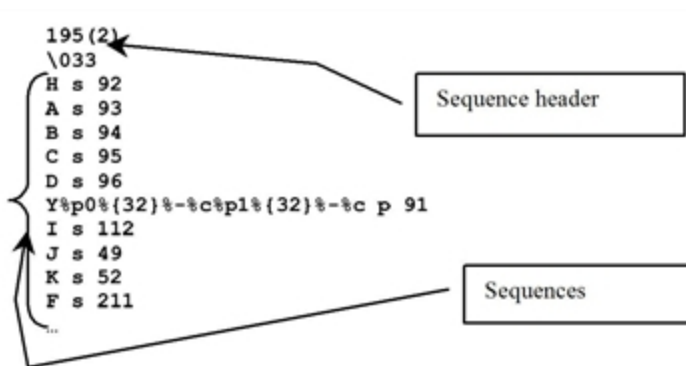 195(2)
\033
H s 92
A s 93
B s 94
C s 95
D s 96
Y%p0%{32}%-%c%p1%{32}%-%c p 91
I s 112
J s 49
K s 52
F s 211
…
Sequence header
Sequences